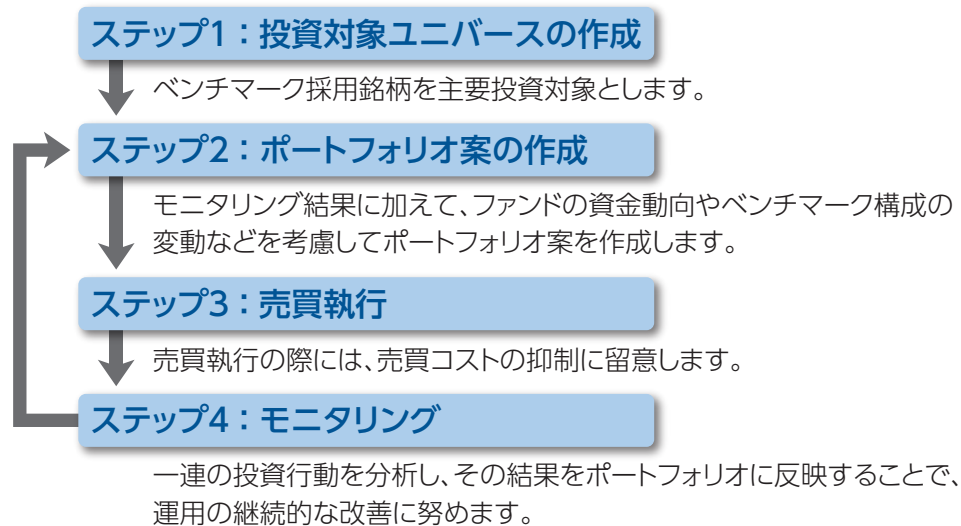 ステップ1：投資対象ユニバースの作成
ベンチマーク採用銘柄を主要投資対象とします。
ステップ2：ポートフォリオ案の作成
モニタリング結果に加えて、ファンドの資金動向やベンチマーク構成の
変動などを考慮してポートフォリオ案を作成します。
ステップ3：売買執行
売買執行の際には、売買コストの抑制に留意します。
ステップ4：モニタリング
一連の投資行動を分析し、その結果をポートフォリオに反映することで、
運用の継続的な改善に努めます。